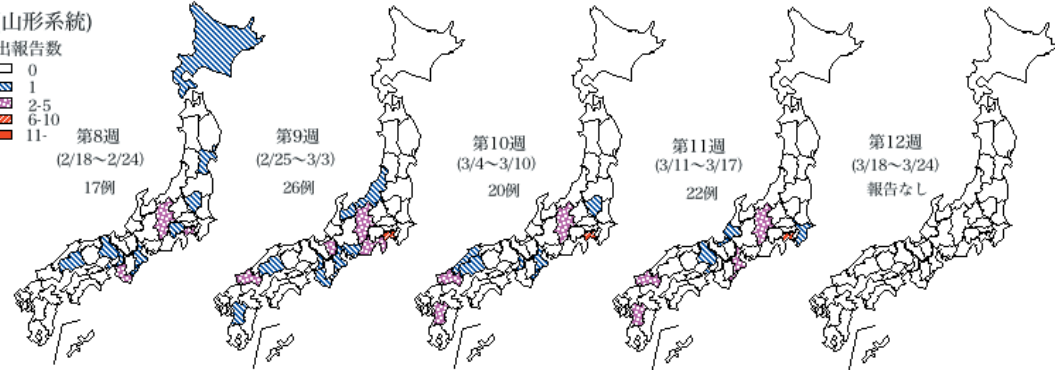 山形系統)
出報告数
0
1
2-5
6-10
11-
第8週
(2/18～2/24)
17例
第9週
(2/25～3/3)
26例
第10週
(3/4～3/10)
20例
第11週
(3/11～3/17)
22例
第12週
(3/18～3/24)
報告なし